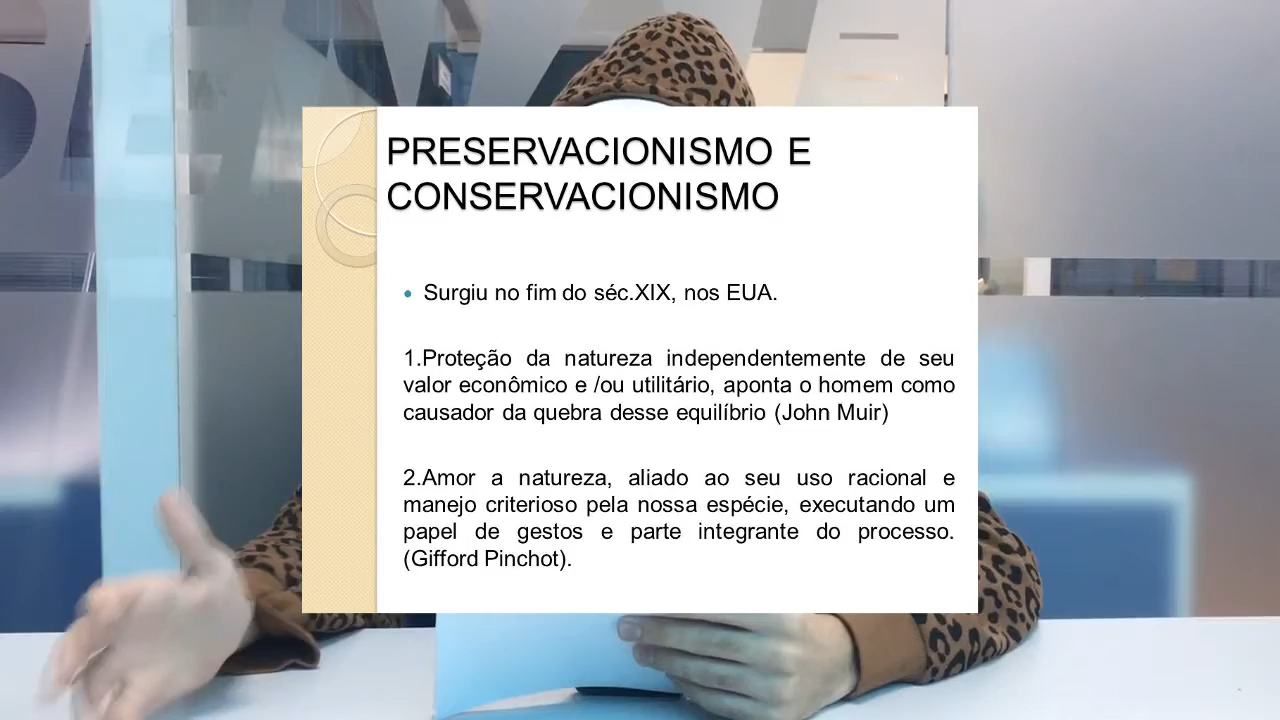 PRESERVACIONISMO E
CONSERVACIONISMO
• Surgiu no fim do séc.XIX, nos EUA.
1.Proteção da natureza independentemente de seu
valor econômico e /ou utilitário, aponta o homem como
causador da quebra desse equilíbrio (John Muir)
2.Amor a natureza, aliado ao seu uso racional e
manejo criterioso pela nossa espécie, executando um
papel de gestos e parte integrante do processo.
(Gifford Pinchot).